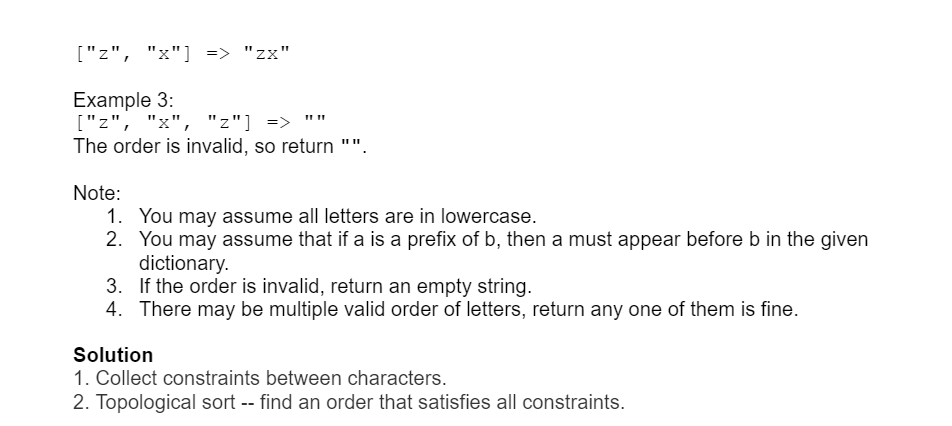 ["z", "x"] => "zx"
Example 3:
["z", "x", "z"] => ""
The order is invalid, so return "".
Note:
1. You may assume all letters are in lowercase.
2. You may assume that if a is a prefix of b, then a must appear before b in the given
dictionary.
3. If the order is invalid, return an empty string.
4. There may be multiple valid order of letters, return any one of them is fine.
Solution
1. Collect constraints between characters.
2. Topological sort -- find an order that satisfies all constraints.